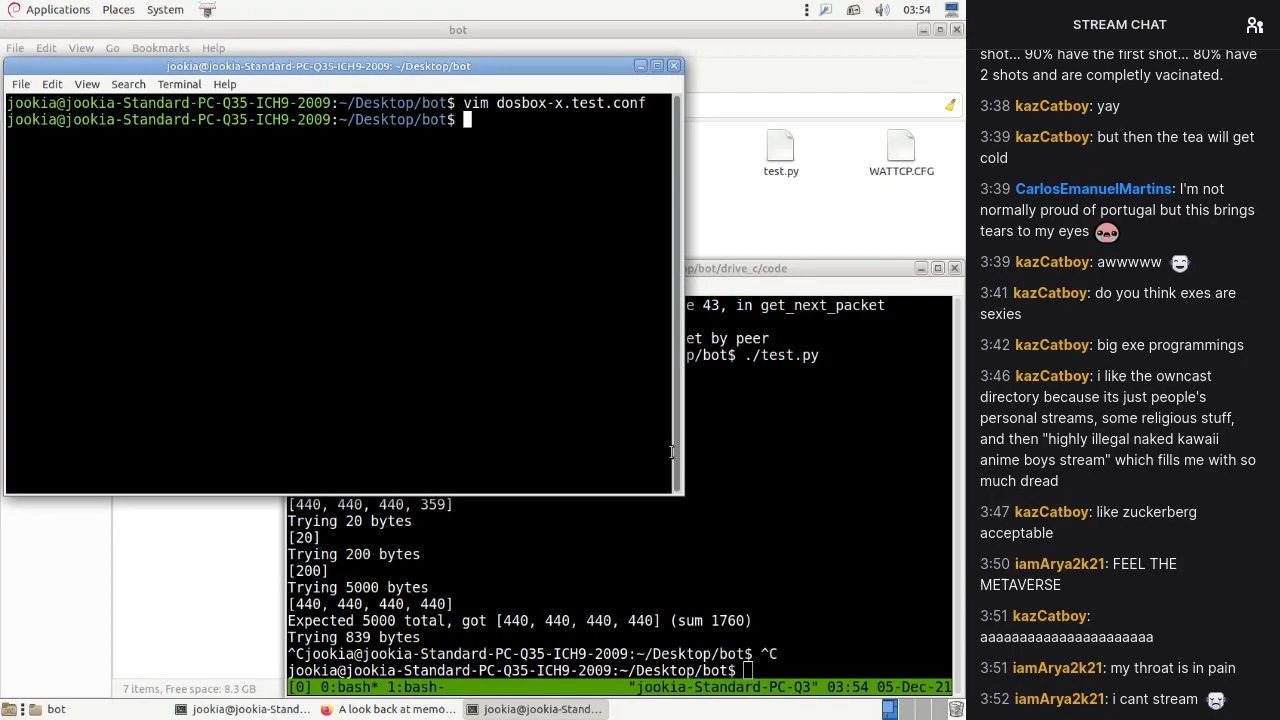 Applications Places System 03:54
bot
File Edit View Go Bookmarks Help
jookia@jookia-Standard-PC-Q35-ICH9-2009: ~/Desktop/bot
File Edit View Search Terminal Help
jookia@jookia-Standard-PC-Q35-ICH9-2009:~/Desktop/bot$ vim dosbox-x.test.conf
jookia@jookia-Standard-PC-Q35-ICH9-2009:~/Desktop/bot$
test.py WATTCP.CFG
p/bot/drive_c/code
e 43, in get_next_packet
et by peer
p/bot$ ./test.py
[440, 440, 440, 359]
Trying 20 bytes
[20]
Trying 200 bytes
[200]
Trying 5000 bytes
[440, 440, 440, 440]
Expected 5000 total, got [440, 440, 440, 440] (sum 1760)
Trying 839 bytes
^Cjookia@jookia-Standard-PC-Q35-ICH9-2009:~/Desktop/bot$ ^C
jookia@jookia-Standard-PC-Q35-ICH9-2009:~/Desktop/bot$
[0] 0:bash* 1:bash- "jookia-Standard-PC-Q3" 03:54 05-Dec-21
7 items, Free space: 8.3 GB
bot jookia@jookia-Stand... A look back at memo... jookia@jookia-Stand...
STREAM CHAT
shot... 90% have the first shot... 80% have
2 shots and are completly vacinated.
3:38 kazCatboy: yay
3:39 kazCatboy: but then the tea will get
cold
3:39 CarlosEmanuelMartins: I'm not
normally proud of portugal but this brings
tears to my eyes
3:39 kazCatboy: awwwww
3:41 kazCatboy: do you think exes are
sexies
3:42 kazCatboy: big exe programmings
3:46 kazCatboy: i like the owncast
directory because its just people's
personal streams, some religious stuff,
and then "highly illegal naked kawaii
anime boys stream" which fills me with so
much dread
3:47 kazCatboy: like zuckerberg
acceptable
3:50 iamArya2k21: FEEL THE
METAVERSE
3:51 kazCatboy:
aaaaaaaaaaaaaaaaaaaaaa
3:51 iamArya2k21: my throat is in pain
3:52 iamArya2k21: i cant stream